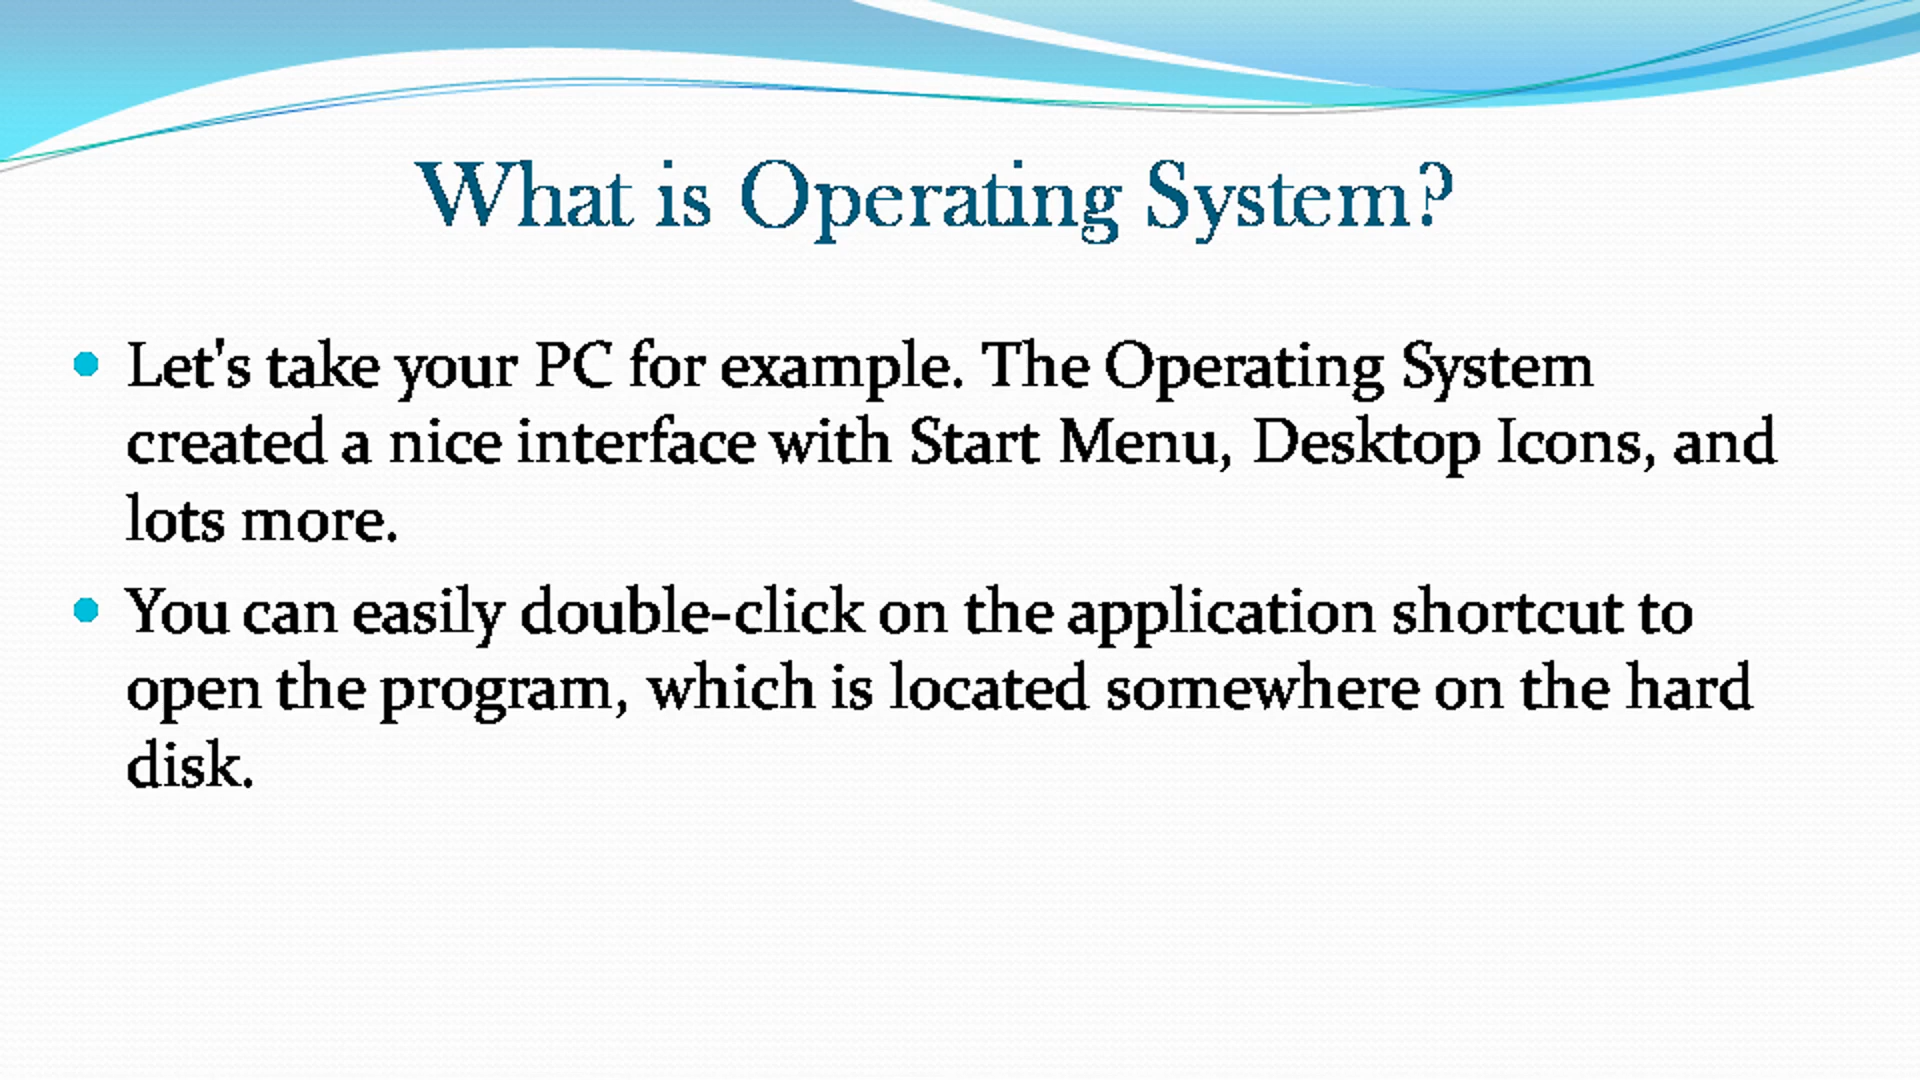 What is Operating System?
Let's take your PC for example. The Operating System
created a nice interface with Start Menu, Desktop Icons, and
lots more.
You can easily double-click on the application shortcut to
open the program, which is located somewhere on the hard
disk.